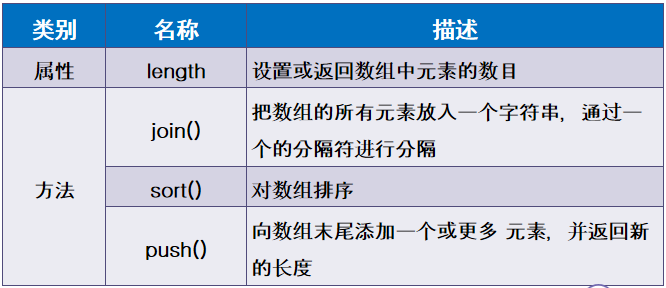 类别 名称 描述
属性 length 设置或返回数组中元素的数目
方法
join() 把数组的所有元素放入一个字符串，通过一
个的分隔符进行分隔
sort() 对数组排序
push() 向数组末尾添加一个或更多 元素，并返回新
的长度